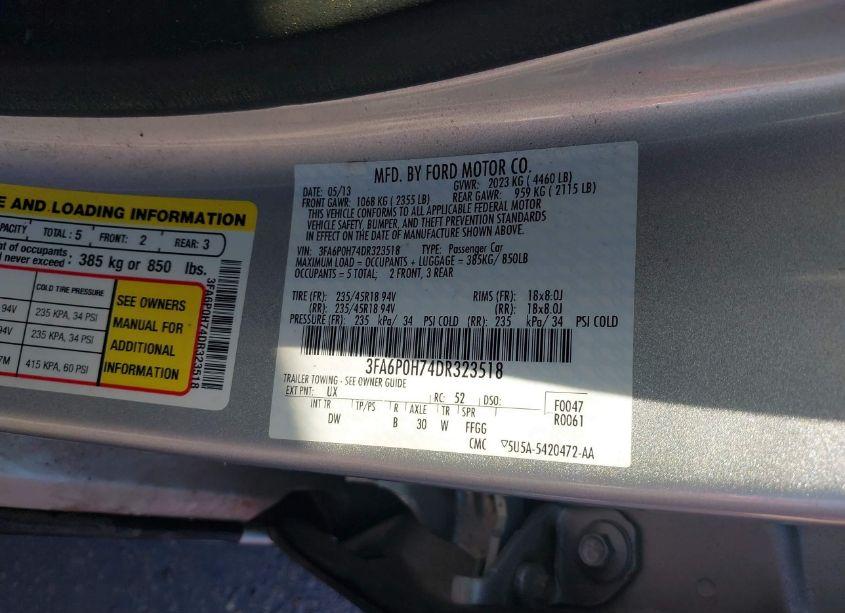 E AND LOADING INFORMATION
PACITY TOTAL: 5 FRONT: 2 REAR: 3
nt of occupants
d never exceed : 385 kg or 850 lbs.
COLD TIRE PRESSURE
94V 235 KPA, 34 PSI
94V 235 KPA, 34 PSI
7M 415 KPA, 60 PSI
SEE OWNERS
MANUAL FOR
ADDITIONAL
INFORMATION
3FA6P0H74DR323518
MFD. BY FORD MOTOR CO.
DATE: 05/13 GVWR: 2023 KG ( 4460 LB)
FRONT GAWR: 1068 KG ( 2355 LB) REAR GAWR: 959 KG ( 2115 LB)
THIS VEHICLE CONFORMS TO ALL APPLICABLE FEDERAL MOTOR
VEHICLE SAFETY, BUMPER, AND THEFT PREVENTION STANDARDS
IN EFFECT ON THE DATE OF MANUFACTURE SHOWN ABOVE.
VIN: 3FA6P0H74DR323518 TYPE: Passenger Car
MAXIMUM LOAD = OCCUPANTS + LUGGAGE = 385KG/ 850LB
OCCUPANTS = 5 TOTAL; 2 FRONT, 3 REAR
TIRE (FR): 235/45R18 94V RIMS (FR): 18x8.0J
(RR): 235/45R18 94V (RR): 18x8.0J
PRESSURE (FR): 235 kPa/ 34 PSI COLD (RR): 235 kPa/ 34 PSI COLD
3FA6P0H74DR323518
TRAILER TOWING - SEE OWNER GUIDE
EXT PNT: UX RC: 52 DSO: F0047
INT TR TP/PS R AXLE TR SPR R0061
DW B 30 W FFGG
CMC ▽5U5A-5420472-AA